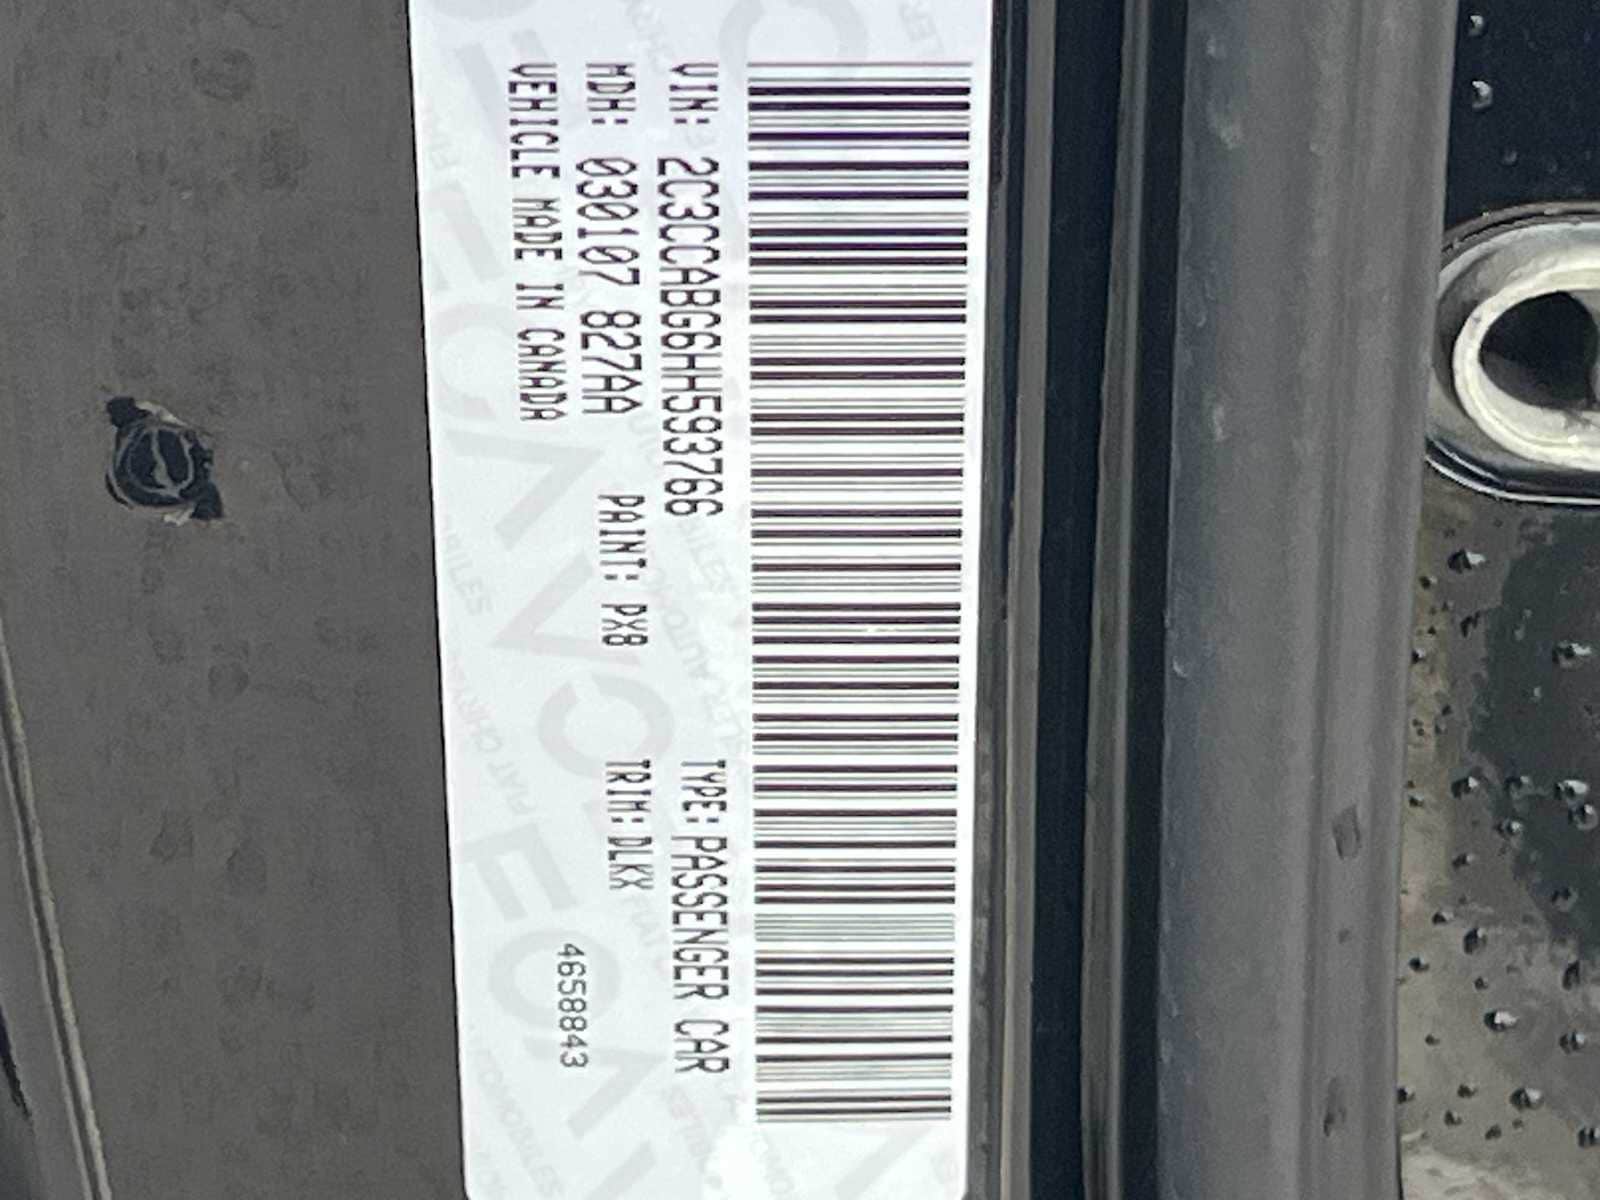 VIN: 2C3CCABG6HH593766 TYPE: PASSENGER CAR
MDH: 030107 827AA PAINT: PX8 TRIM: DLKX
VEHICLE MADE IN CANADA
4658843